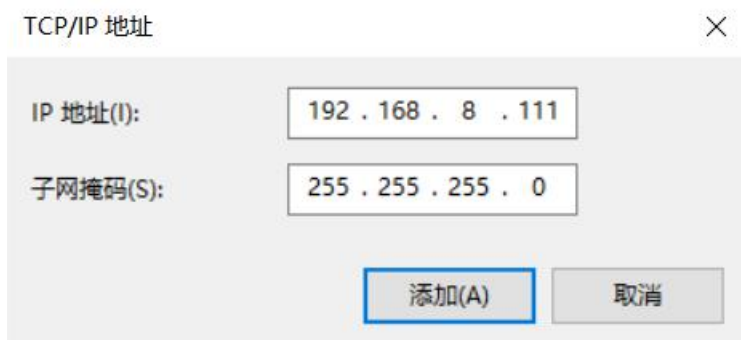 TCP/IP 地址
IP 地址(I): 192 . 168 . 8 . 111
子网掩码(S): 255 . 255 . 255 . 0
添加(A) 取消